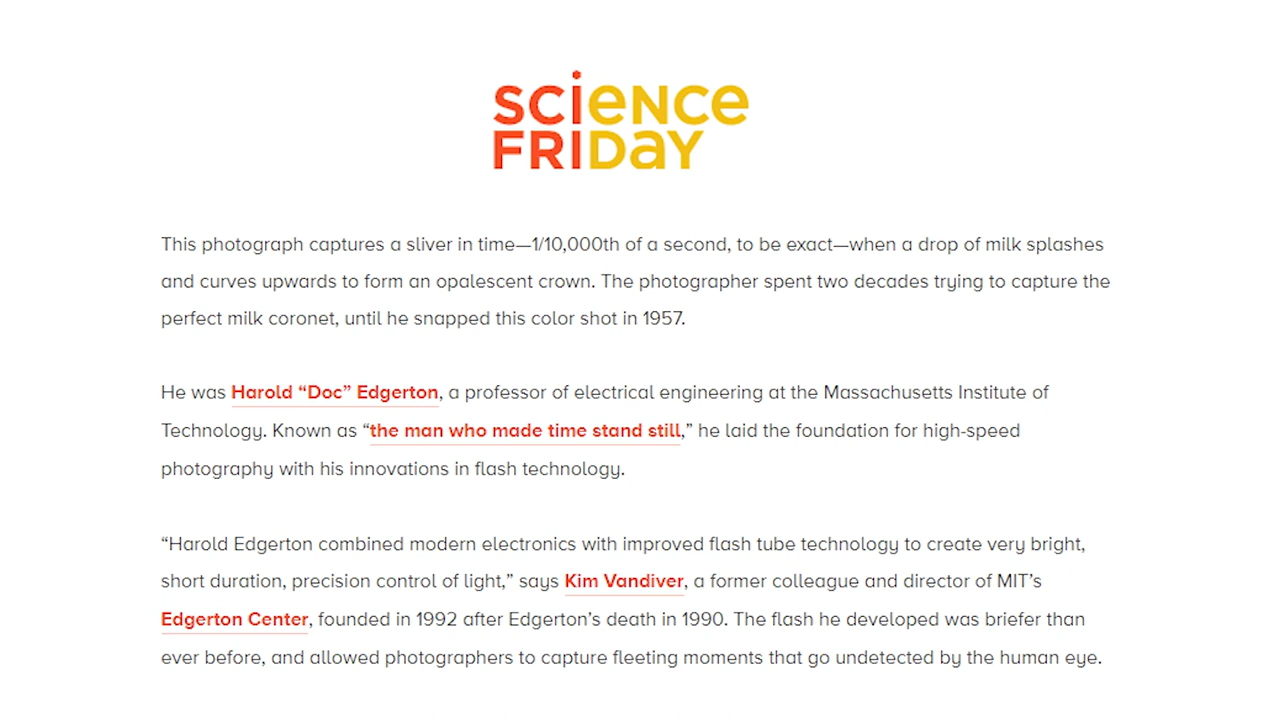 SCIENCE
FRIDAY
This photograph captures a sliver in time—1/10,000th of a second, to be exact—when a drop of milk splashes
and curves upwards to form an opalescent crown. The photographer spent two decades trying to capture the
perfect milk coronet, until he snapped this color shot in 1957.
He was Harold “Doc” Edgerton, a professor of electrical engineering at the Massachusetts Institute of
Technology. Known as “the man who made time stand still,” he laid the foundation for high-speed
photography with his innovations in flash technology.
“Harold Edgerton combined modern electronics with improved flash tube technology to create very bright,
short duration, precision control of light,” says Kim Vandiver, a former colleague and director of MIT’s
Edgerton Center, founded in 1992 after Edgerton’s death in 1990. The flash he developed was briefer than
ever before, and allowed photographers to capture fleeting moments that go undetected by the human eye.